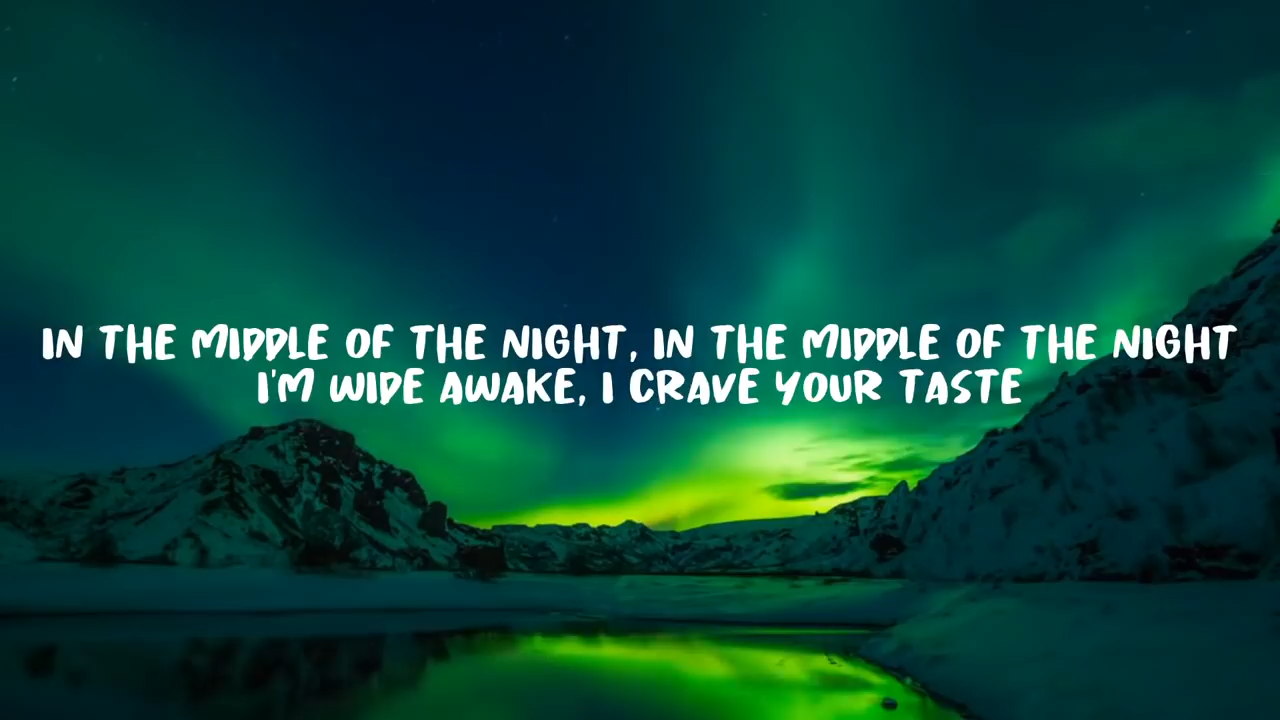 IN THE MIDDLE OF THE NIGHT, IN THE MIDDLE OF THE NIGHT
I'M WIDE AWAKE, I CRAVE YOUR TASTE